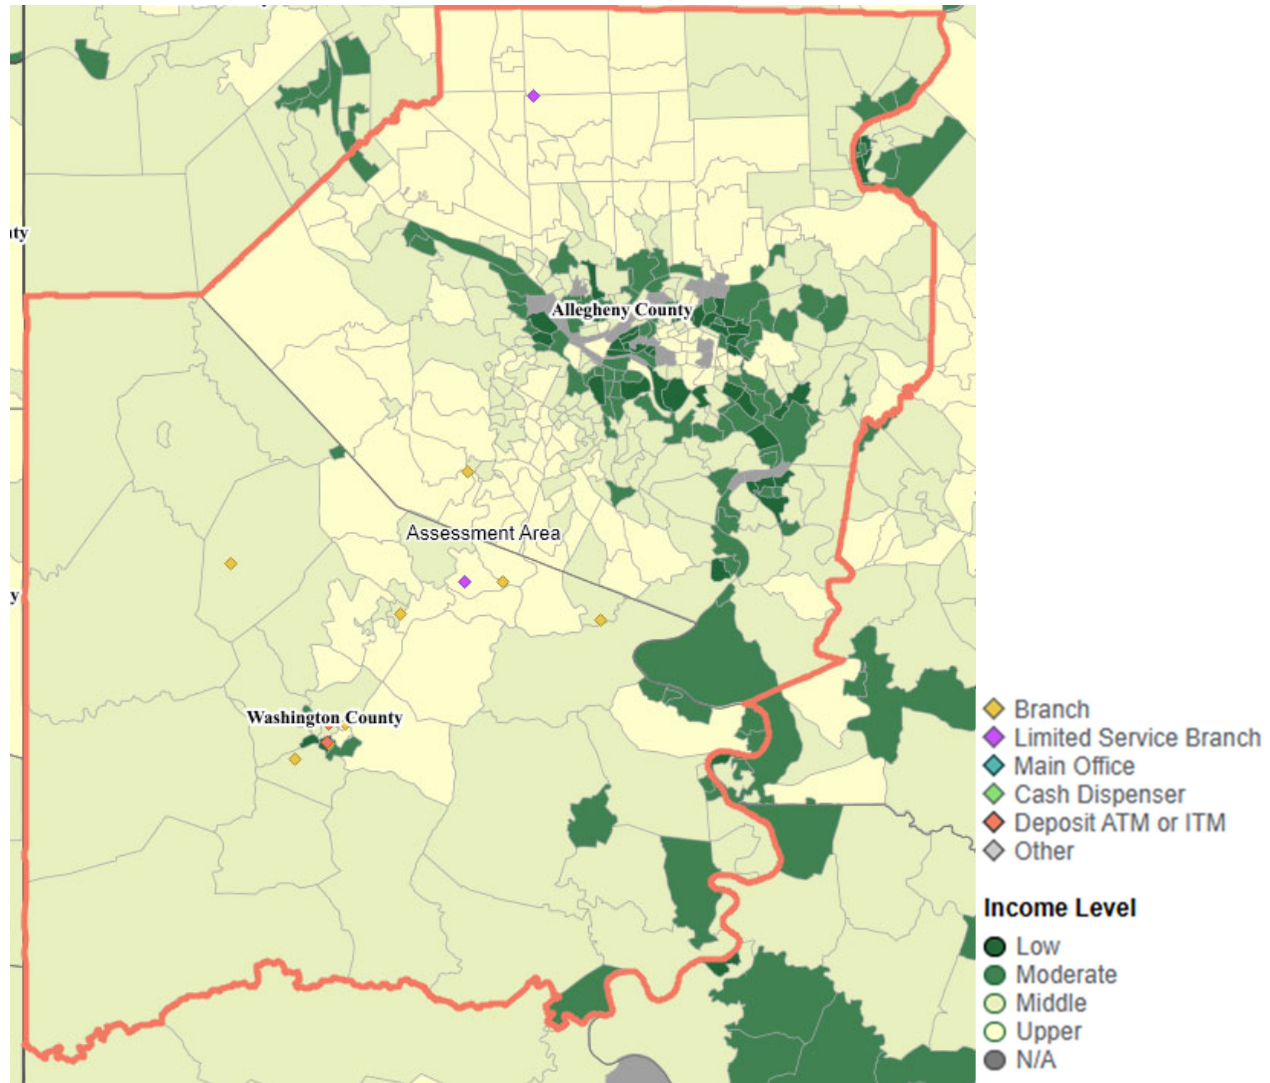 ty
Allegheny County
Assessment Area
y
Washington County
Branch
Limited Service Branch
Main Office
Cash Dispenser
Deposit ATM or ITM
Other
Income Level
Low
Moderate
Middle
Upper
N/A